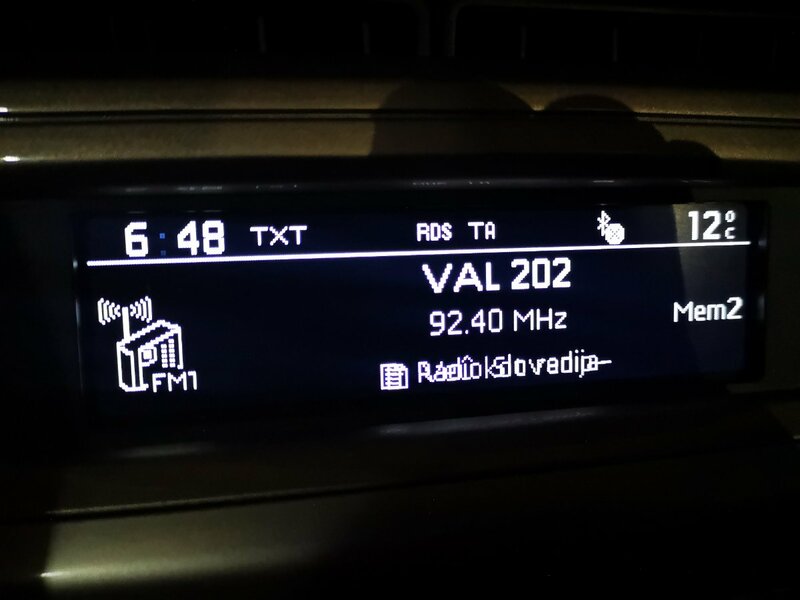 6:48 TXT RDS TA 12°C
VAL 202
92.40 MHz
Mem2
FM1